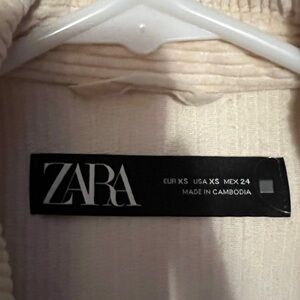 ZARA
EUR XS USA XS MEX 24
MADE IN CAMBODIA